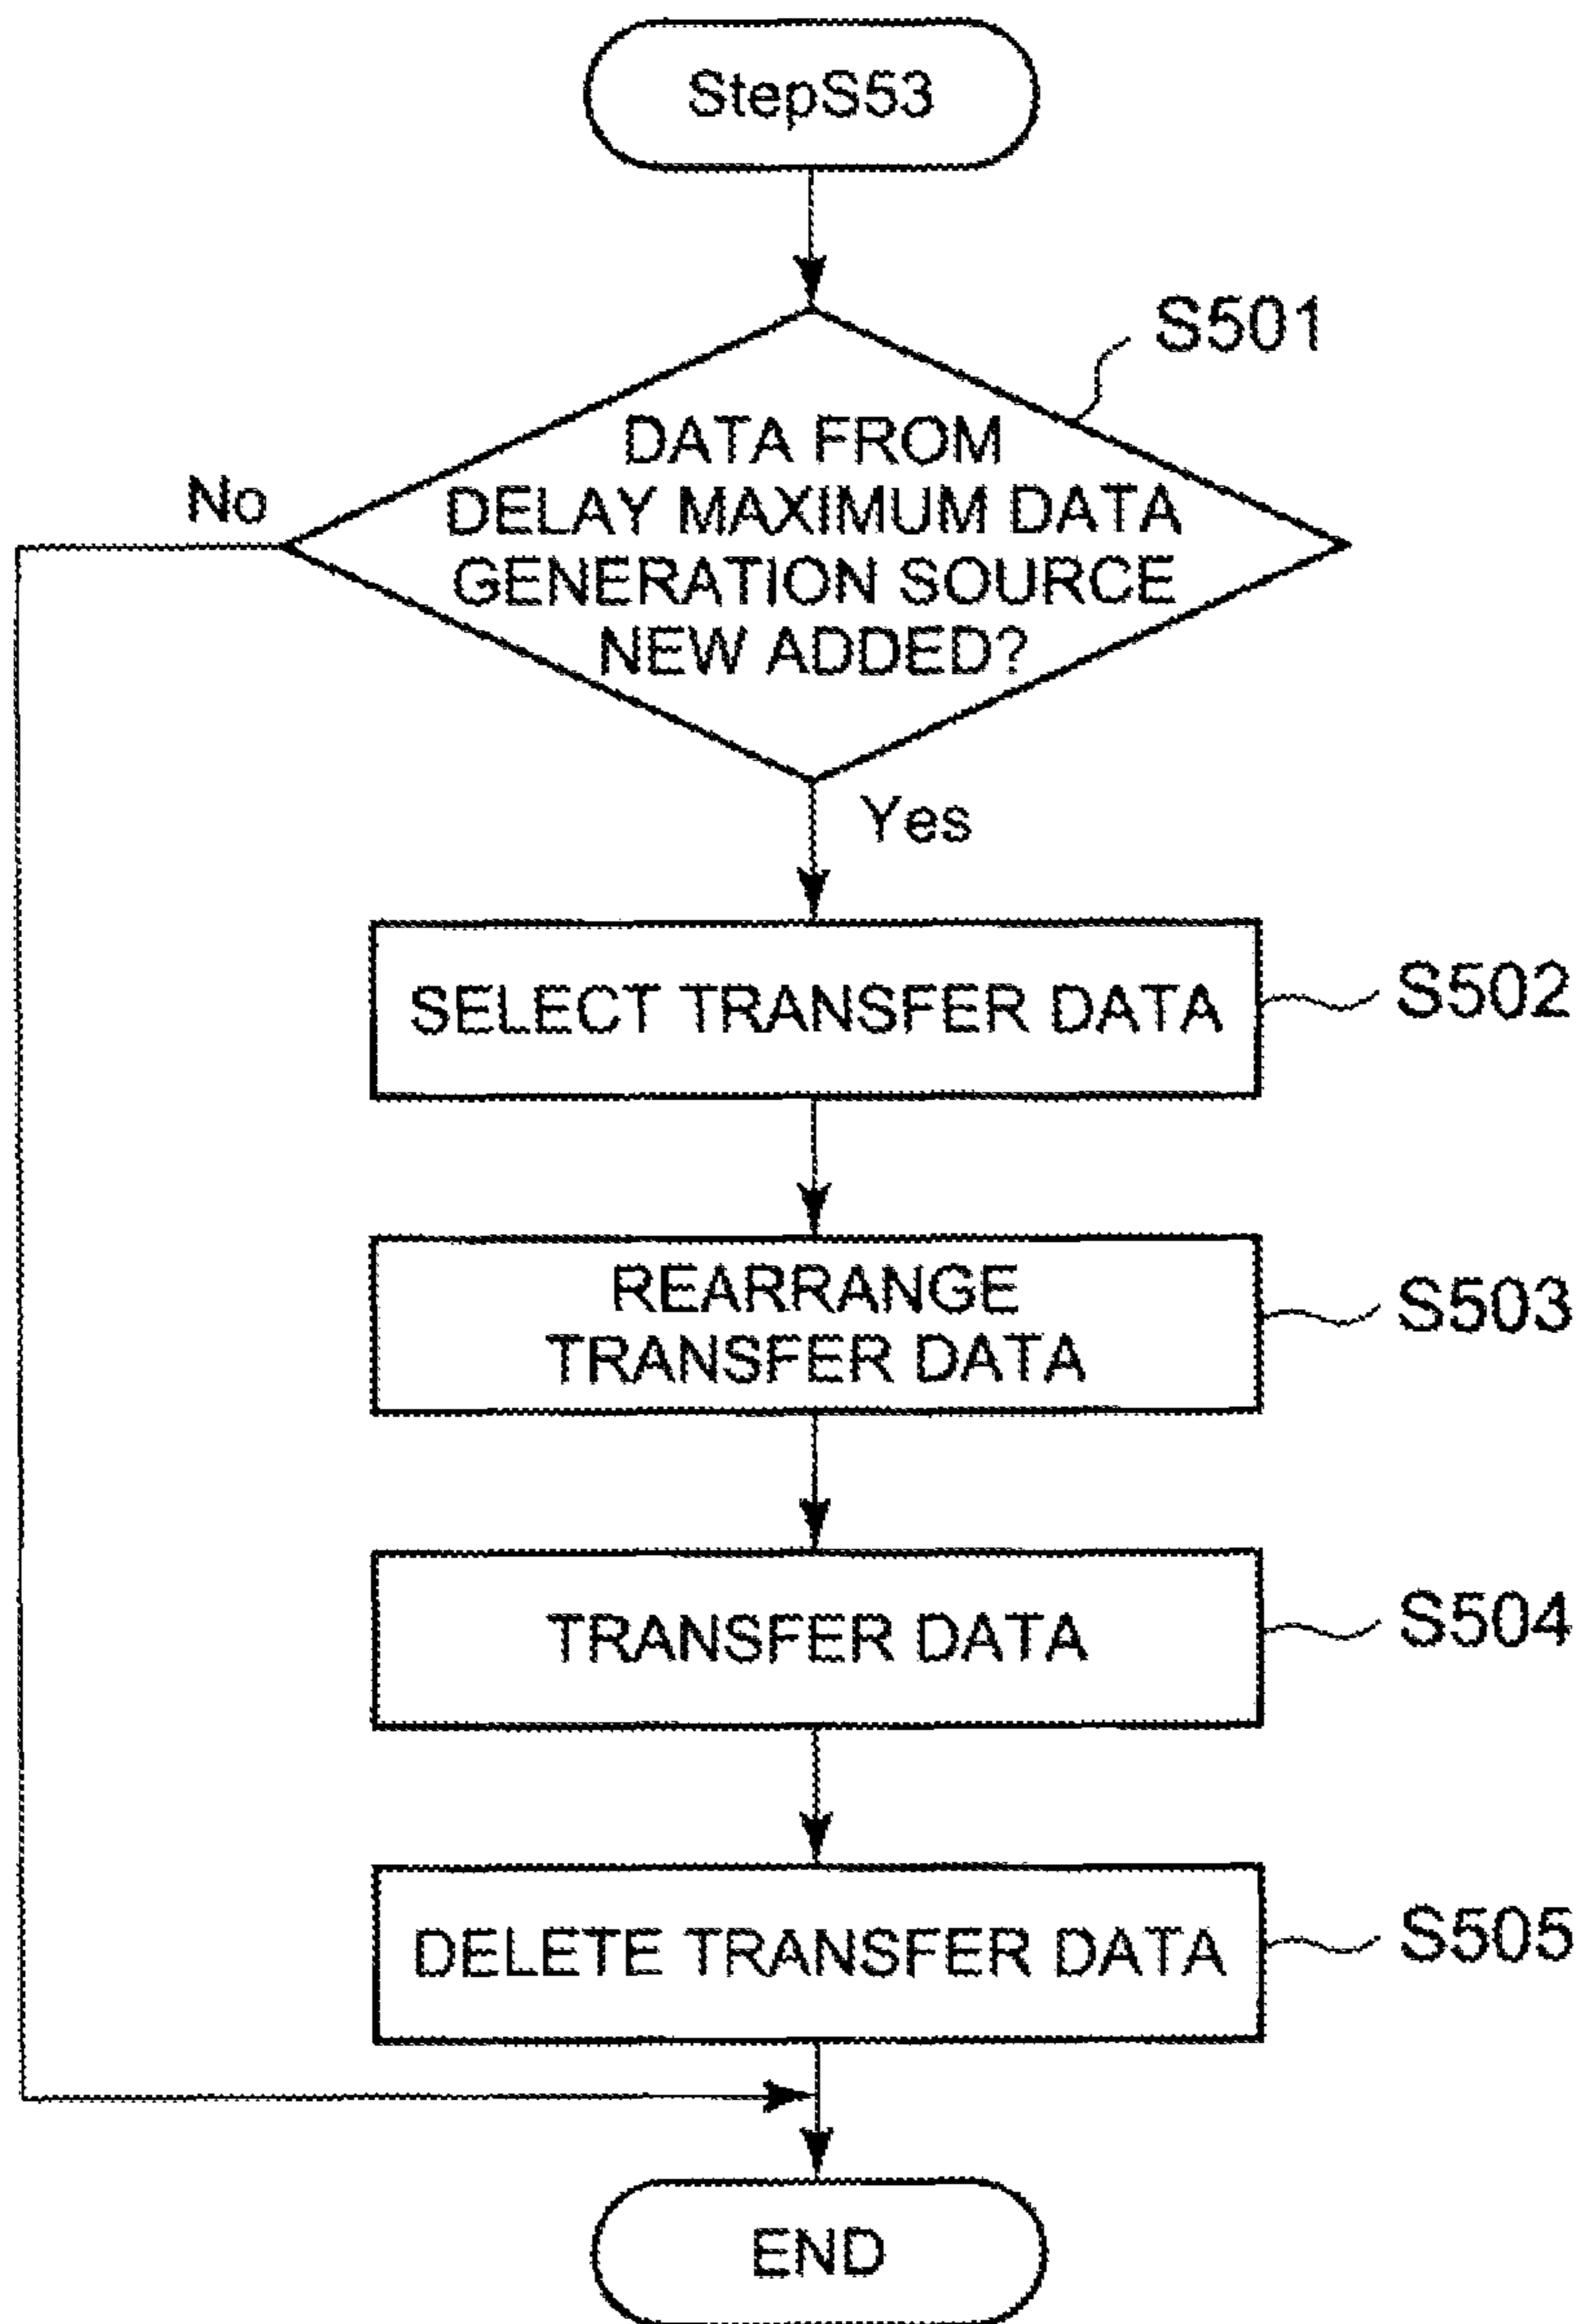 StepS53
S501
DATA FROM
DELAY MAXIMUM DATA
GENERATION SOURCE
NEW ADDED?
No
Yes
SELECT TRANSFER DATA
S502
REARRANGE
TRANSFER DATA
S503
TRANSFER DATA
S504
DELETE TRANSFER DATA
S505
END